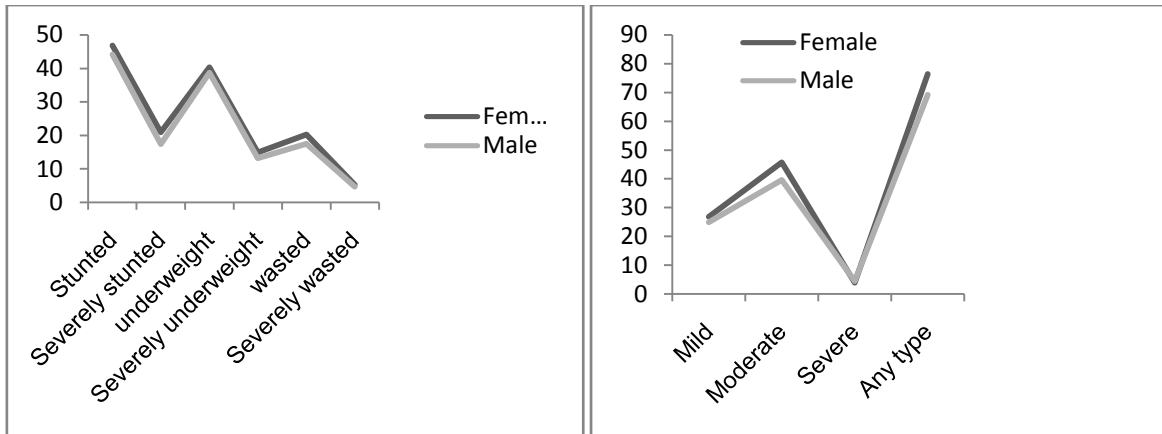 50
40
30
20
10
0
Stunted
Severely stunted
underweight
Severely underweight
wasted
Severely wasted
Fem...
Male
90
80
70
60
50
40
30
20
10
0
Mild
Moderate
Severe
Any type
Female
Male